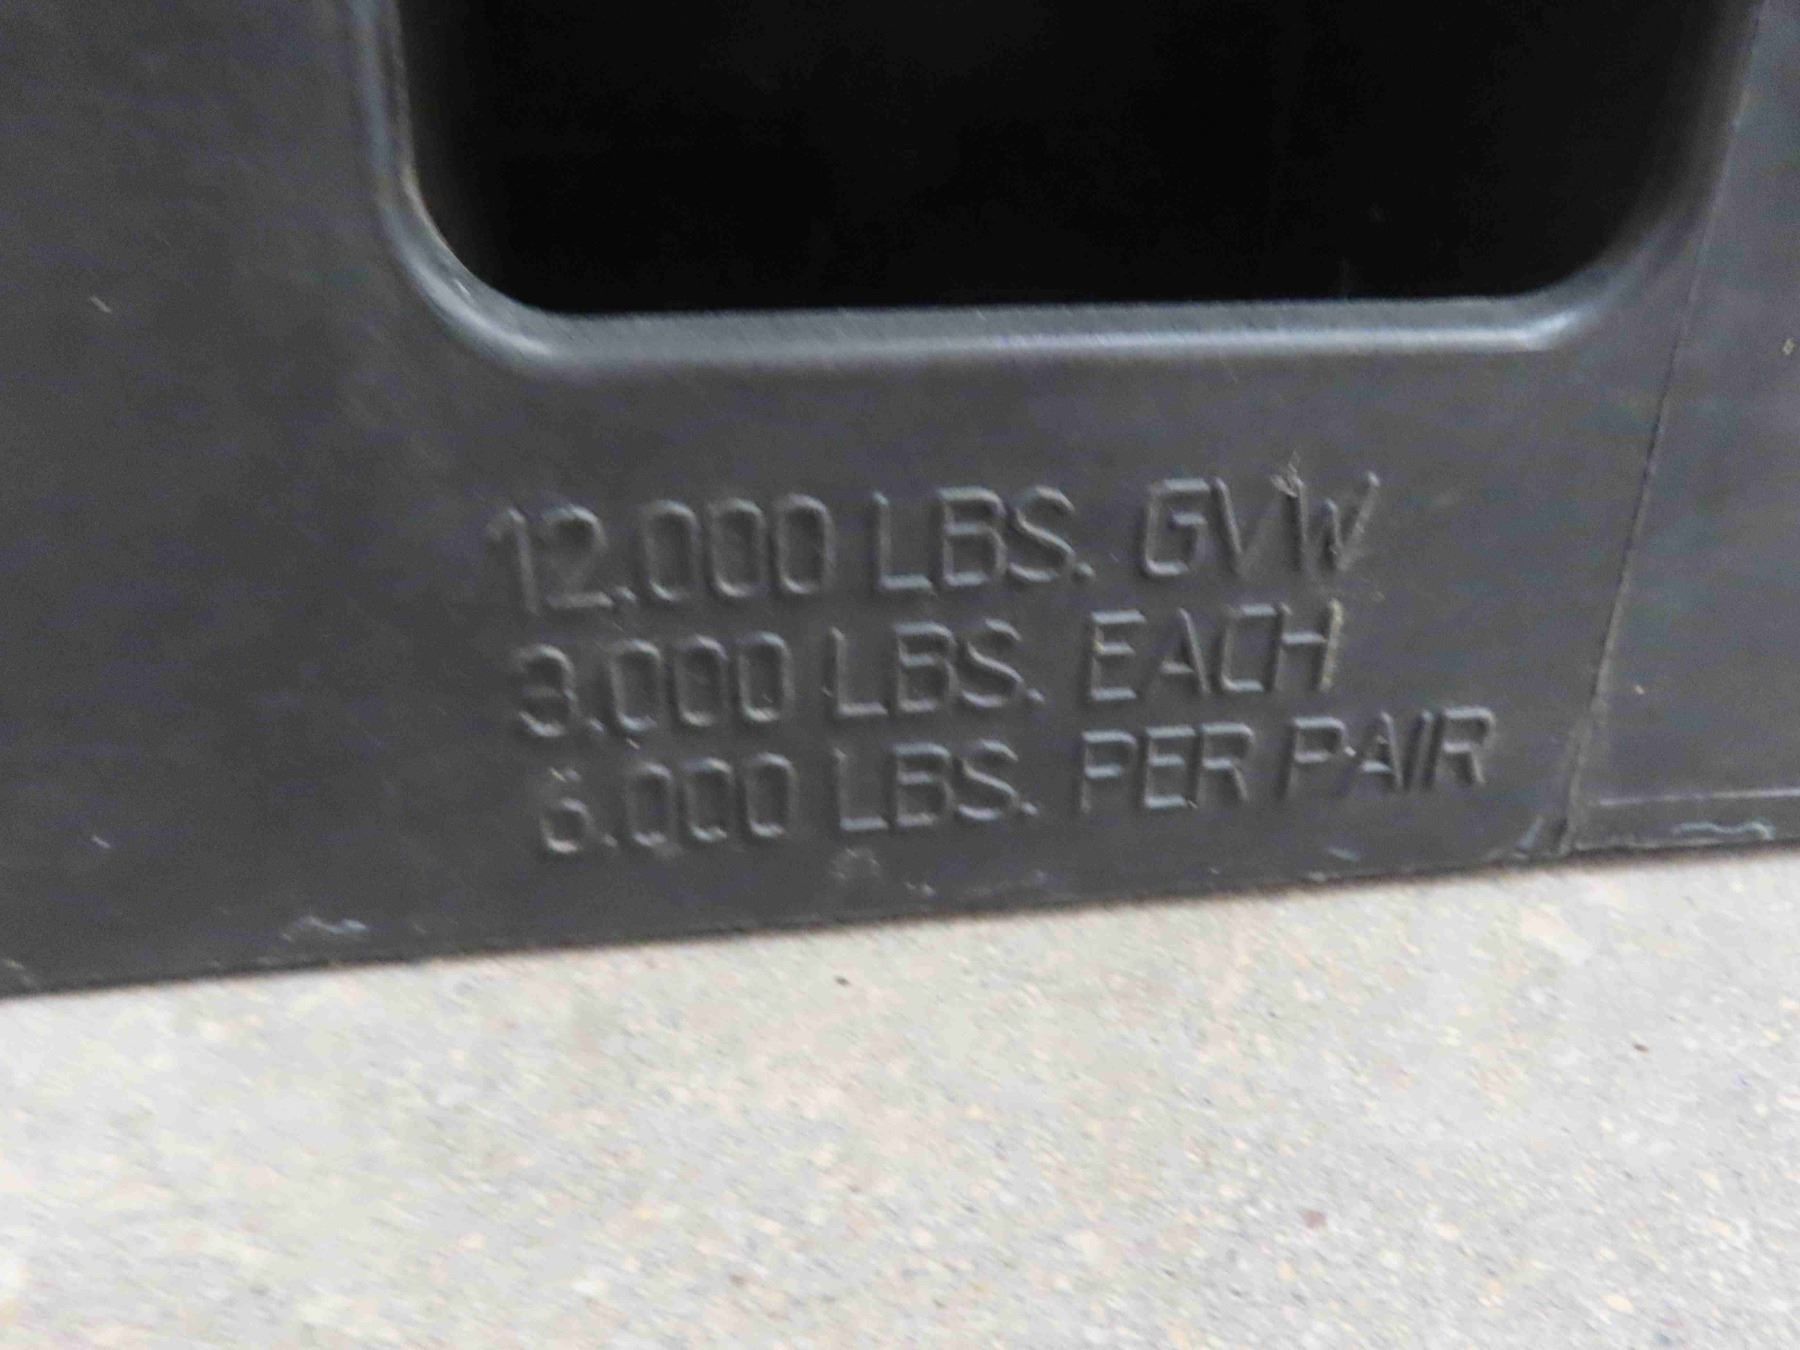 12,000 LBS. GVW
3,000 LBS. EACH
6,000 LBS. PER PAIR